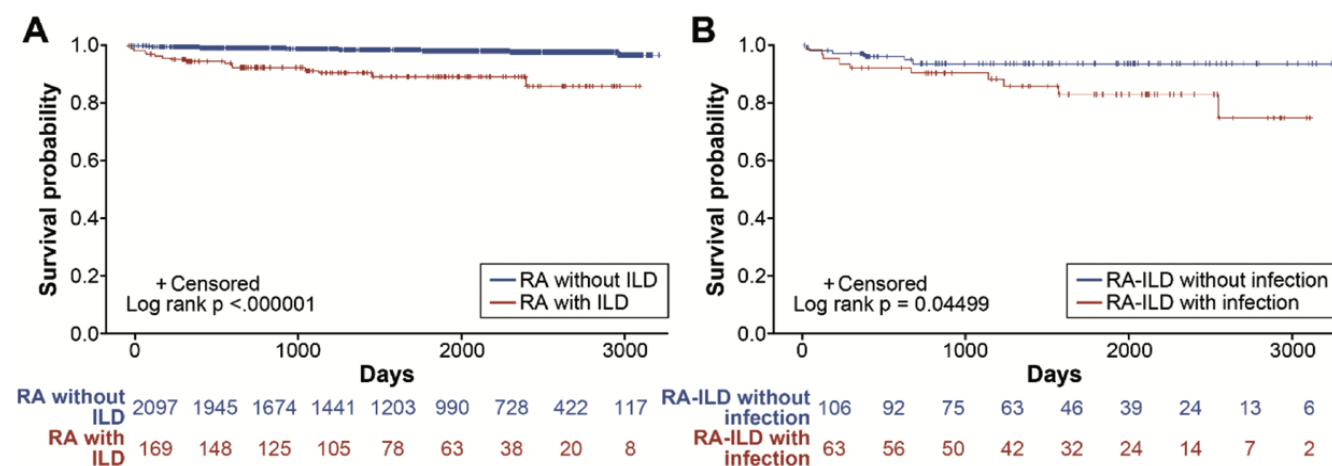 A
Survival probability
1.0
0.8
0.6
0.4
0.2
0.0
+ Censored
Log rank p <.000001
RA without ILD
RA with ILD
0 1000 2000 3000
Days
RA without
ILD
2097 1945 1674 1441 1203 990 728 422 117
RA with
ILD
169 148 125 105 78 63 38 20 8
B
Survival probability
1.0
0.8
0.6
0.4
0.2
0.0
+ Censored
Log rank p = 0.04499
RA-ILD without infection
RA-ILD with infection
0 1000 2000 3000
Days
RA-ILD without
infection
106 92 75 63 46 39 24 13 6
RA-ILD with
infection
63 56 50 42 32 24 14 7 2